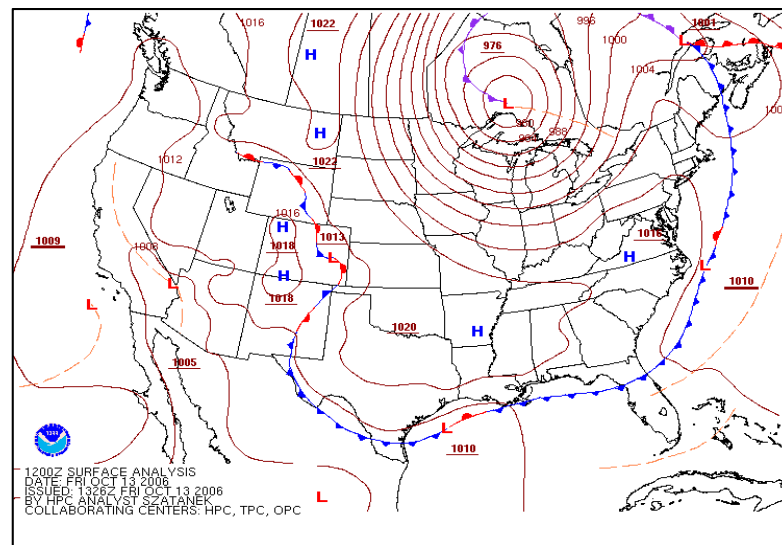 1016
1022
H
976
996
1000
1001
1004
L
L
H
980
988
1012
1022
1016
H
1018
1013
L
1016
H
1009
1008
H
1018
L
L
1010
L
1020
H
1005
L
1010
L
1200Z SURFACE ANALYSIS
DATE: FRI OCT 13 2006
ISSUED: 1326Z FRI OCT 13 2006
BY HPC ANALYST SZATANEK
COLLABORATING CENTERS: HPC, TPC, OPC